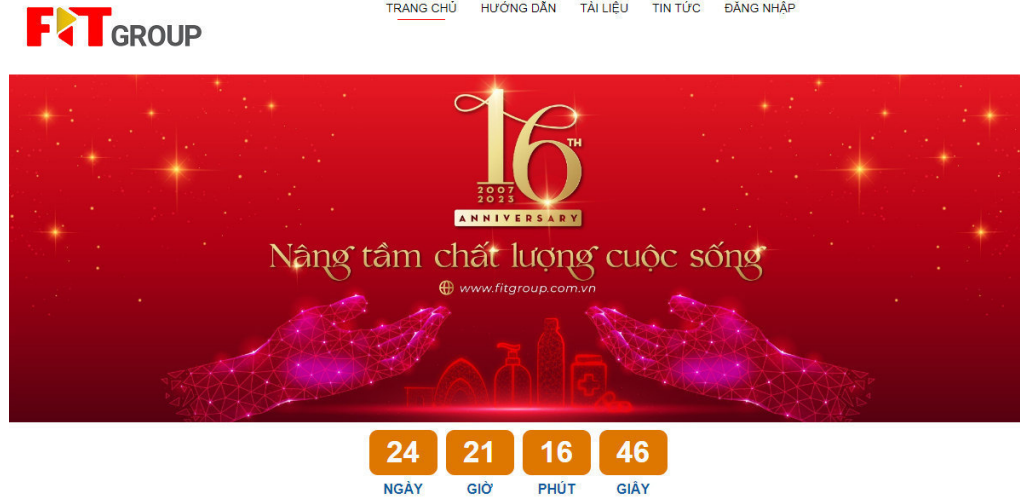 FIT GROUP
TRANG CHỦ HƯỚNG DẪN TÀI LIỆU TIN TỨC ĐĂNG NHẬP
16TH
2007
2023
ANNIVERSARY
Nâng tầm chất lượng cuộc sống
www.fitgroup.com.vn
24 21 16 46
NGÀY GIỜ PHÚT GIÂY